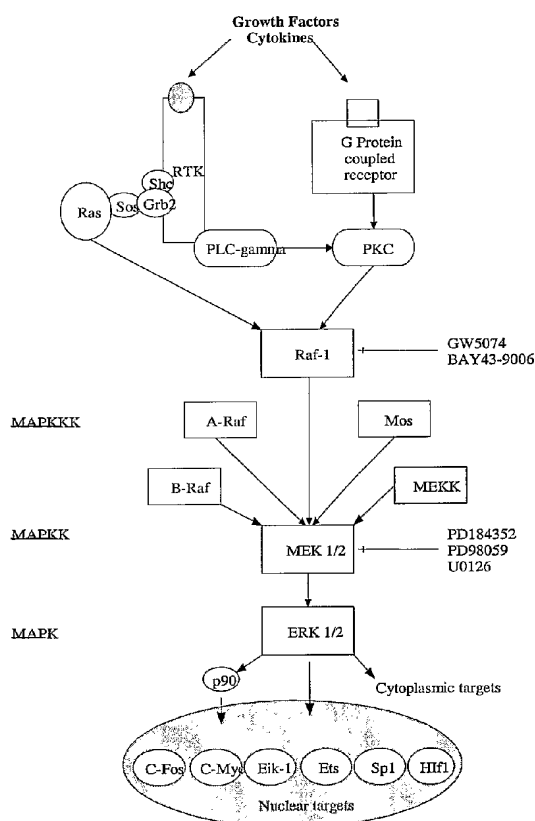 Growth Factors
Cytokines
G Protein
coupled
receptor
RTK
Shc
Grb2
Sos
Ras
PLC-gamma
PKC
Raf-1
GW5074
BAY43-9006
MAPKKK
A-Raf
Mos
B-Raf
MEKK
MAPKK
MEK 1/2
PD184352
PD98059
U0126
MAPK
ERK 1/2
p90
Cytoplasmic targets
C-Fos
C-Myc
Eik-1
Ets
Sp1
HIf1
Nuclear targets